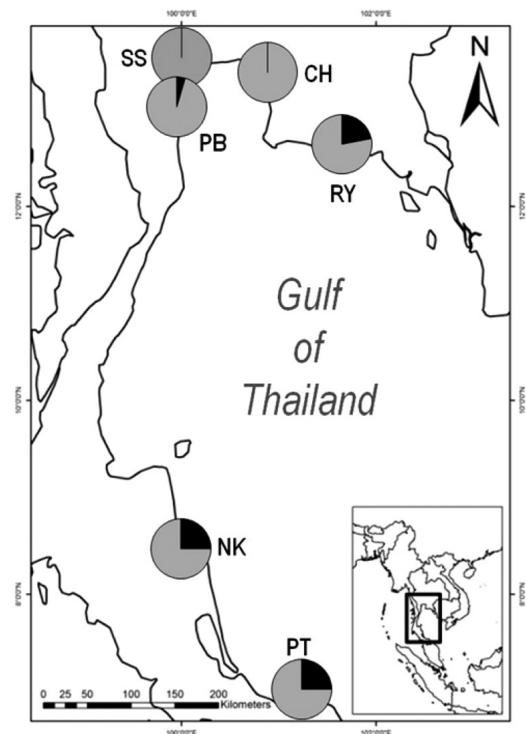 100°0'0"E 102°0'0"E
N
SS
CH
PB
RY
12°0'0"N 12°0'0"N
Gulf
of
Thailand
10°0'0"N 10°0'0"N
NK
8°0'0"N 8°0'0"N
PT
0 25 50 100 150 200
Kilometers
100°0'0"E 102°0'0"E